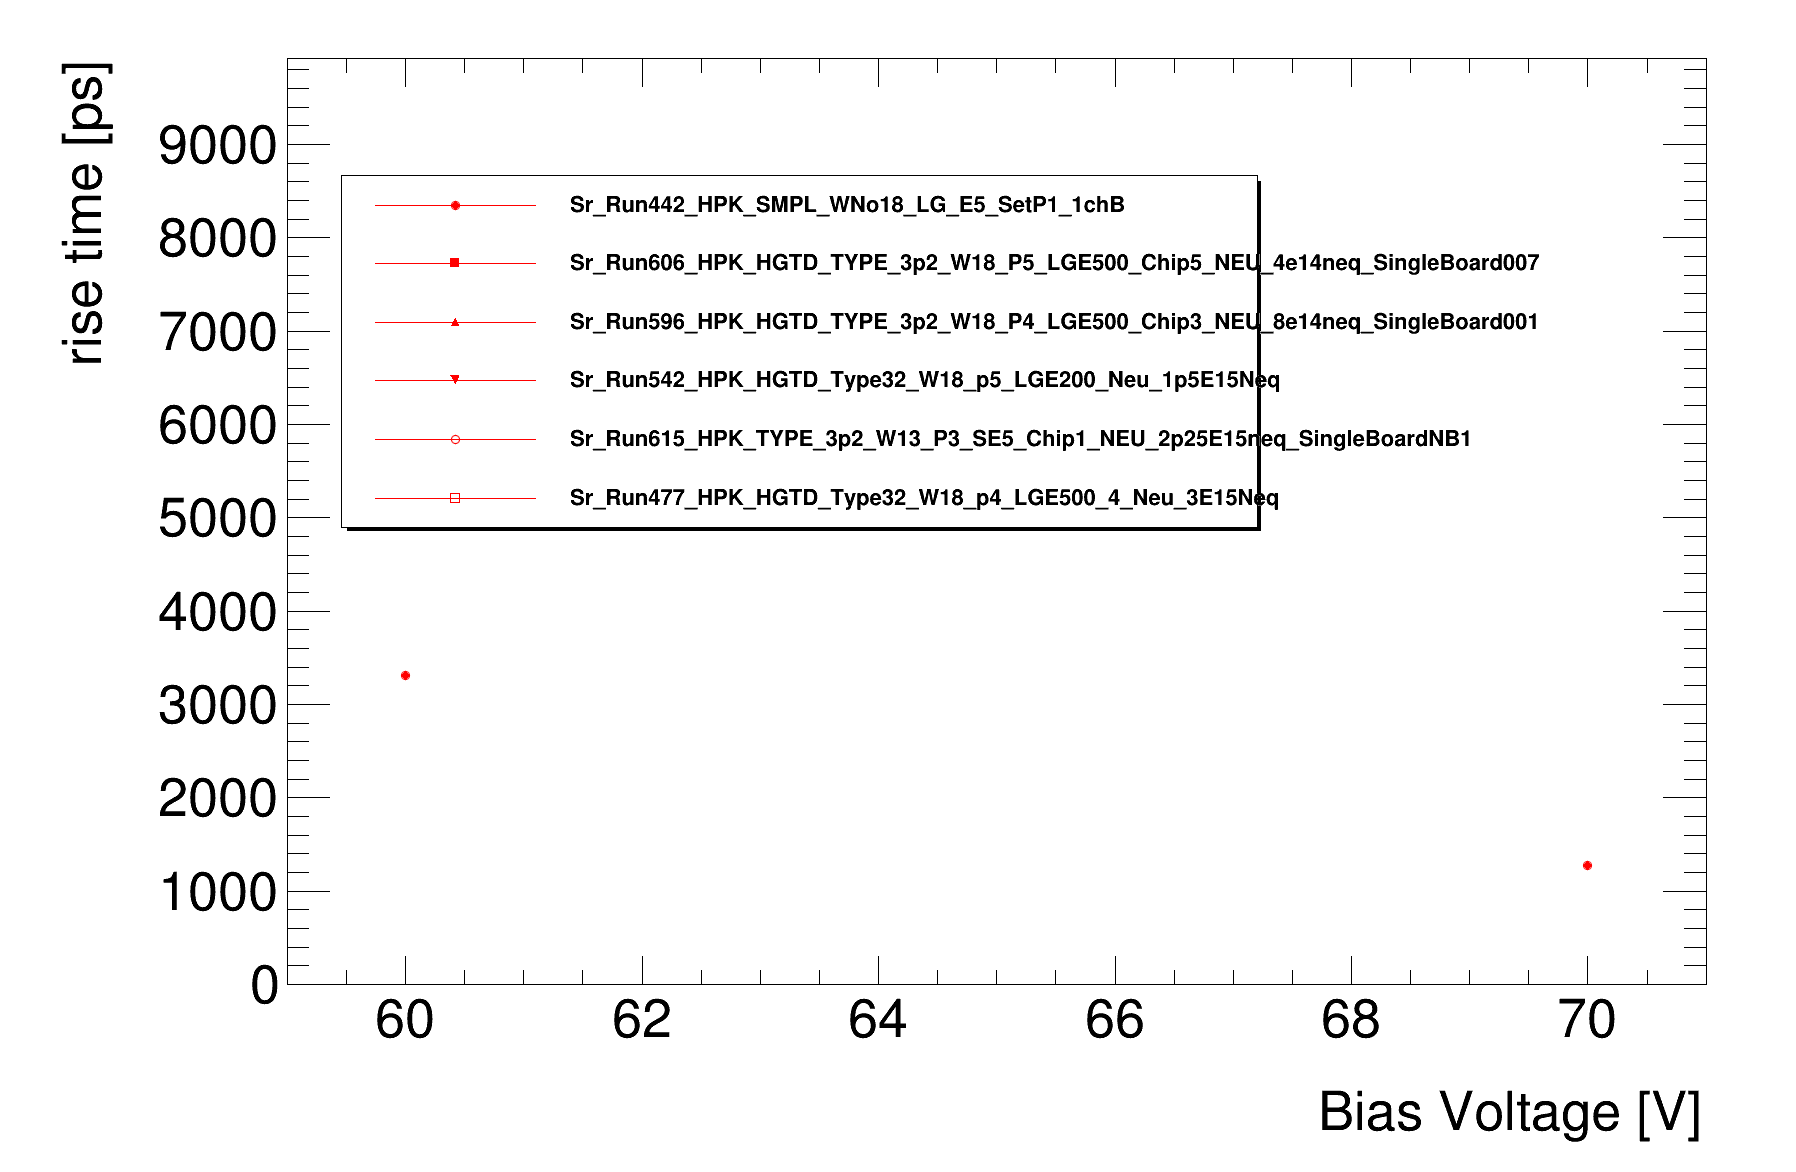 rise time [ps]
9000
8000
7000
6000
5000
4000
3000
2000
1000
0
Sr_Run442_HPK_SMPL_WNo18_LG_E5_SetP1_1chB
Sr_Run606_HPK_HGTD_TYPE_3p2_W18_P5_LGE500_Chip5_NEU_4e14neq_SingleBoard007
Sr_Run596_HPK_HGTD_TYPE_3p2_W18_P4_LGE500_Chip3_NEU_8e14neq_SingleBoard001
Sr_Run542_HPK_HGTD_Type32_W18_p5_LGE200_Neu_1p5E15Neq
Sr_Run615_HPK_TYPE_3p2_W13_P3_SE5_Chip1_NEU_2p25E15neq_SingleBoardNB1
Sr_Run477_HPK_HGTD_Type32_W18_p4_LGE500_4_Neu_3E15Neq
60 62 64 66 68 70
Bias Voltage [V]